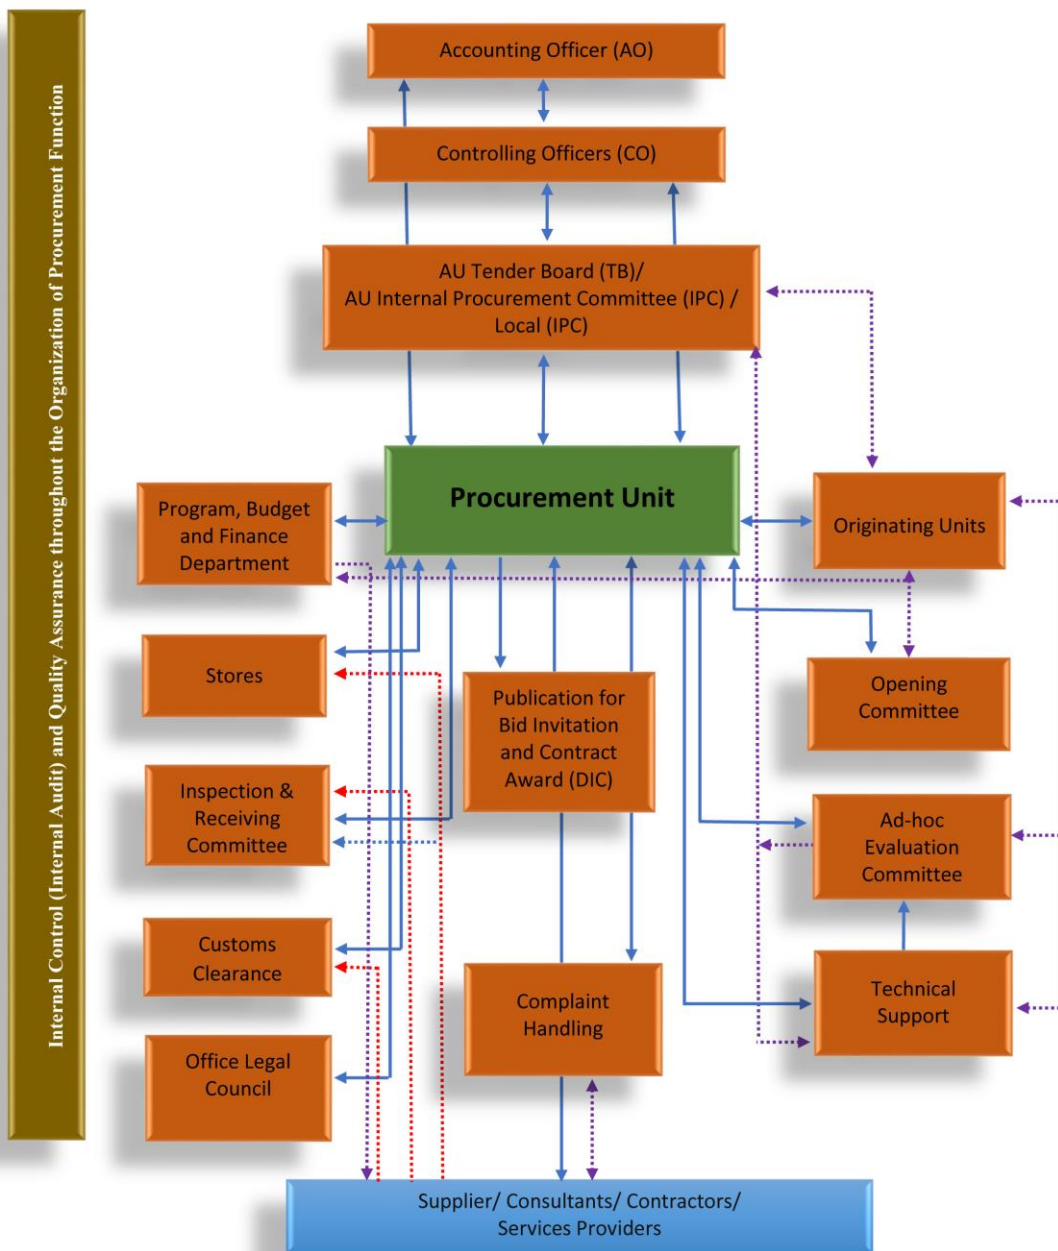 Internal Control (Internal Audit) and Quality Assurance throughout the Organization of Procurement Function
Accounting Officer (AO)
Controlling Officers (CO)
AU Tender Board (TB)/
AU Internal Procurement Committee (IPC) /
Local (IPC)
Procurement Unit
Program, Budget
and Finance
Department
Originating Units
Stores
Publication for
Bid Invitation
and Contract
Award (DIC)
Opening
Committee
Inspection &
Receiving
Committee
Ad-hoc
Evaluation
Committee
Customs
Clearance
Complaint
Handling
Technical
Support
Office Legal
Council
Supplier/ Consultants/ Contractors/
Services Providers